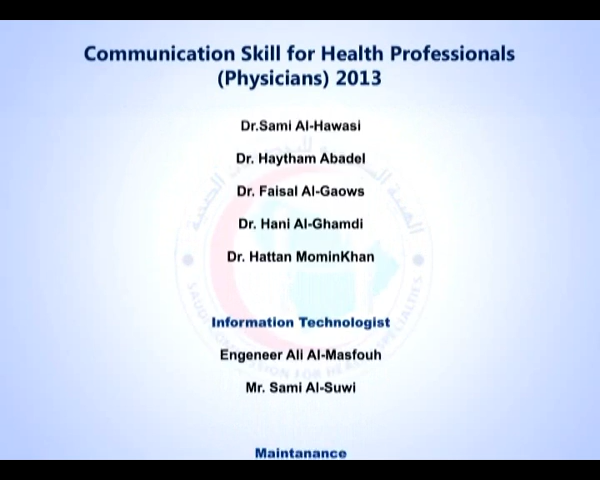 Communication Skill for Health Professionals
(Physicians) 2013
Dr.Sami Al-Hawasi
Dr. Haytham Abadel
Dr. Faisal Al-Gaows
Dr. Hani Al-Ghamdi
Dr. Hattan MominKhan
Information Technologist
Engeneer Ali Al-Masfouh
Mr. Sami Al-Suwi
Maintanance